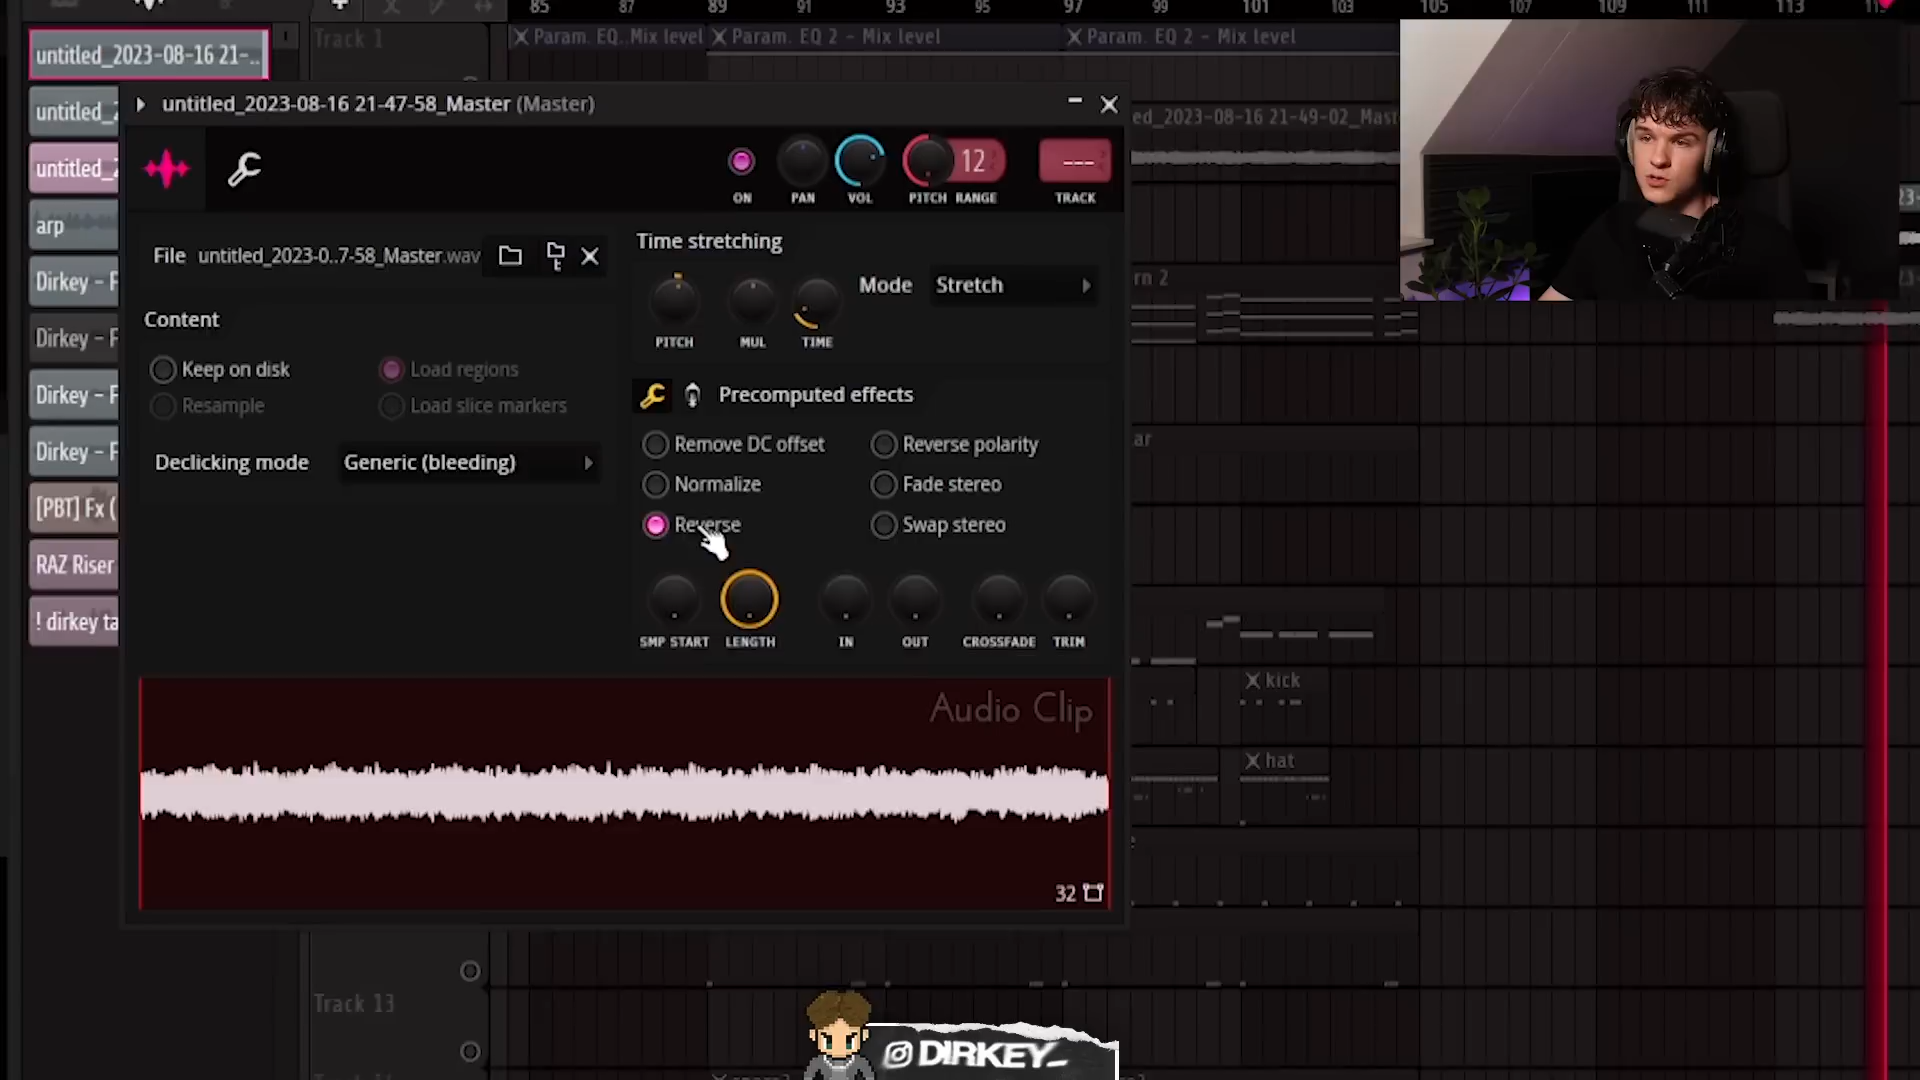 85 87 89 91 93 95 97 99 101 103 105 107 109 111 113
untitled_2023-08-16 21-..
Track 1
Param. EQ.. Mix level
Param. EQ 2 - Mix level
Param. EQ 2 - Mix level
untitled_2023-08-16 21-47-58_Master (Master)
ed_2023-08-16 21-49-02_Mast
untitled_2
untitled_2
arp
Dirkey - F
Dirkey - F
Dirkey - F
Dirkey - F
[PBT] Fx (
RAZ Riser
! dirkey ta
12
---
ON
PAN
VOL
PITCH RANGE
TRACK
File untitled_2023-0..7-58_Master.wav
Time stretching
Mode Stretch
PITCH
MUL
TIME
Content
Keep on disk
Load regions
Resample
Load slice markers
Declicking mode Generic (bleeding)
Precomputed effects
Remove DC offset
Reverse polarity
Normalize
Fade stereo
Reverse
Swap stereo
SMP START
LENGTH
IN
OUT
CROSSFADE
TRIM
Audio Clip
32
rn 2
ar
kick
hat
Track 13
DIRKEY_